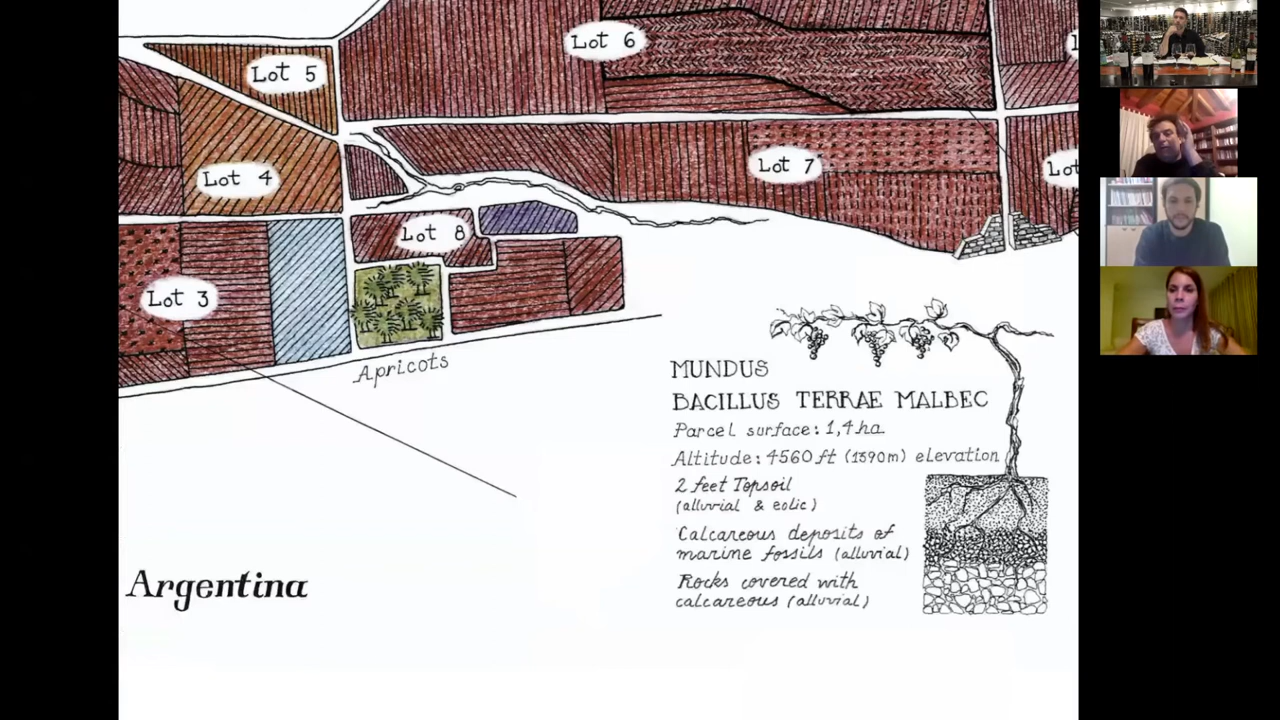 Lot 6
Lot 5
Lot 7
Lot 4
Lot 8
Lot 3
Apricots
MUNDUS
BACILLUS TERRAE MALBEC
Parcel surface: 1,4 ha
Altitude: 4560 ft (1390m) elevation
2 feet Topsoil
(alluvial & eolic)
Calcareous deposits of
marine fossils (alluvial)
Rocks covered with
calcareous (alluvial)
Argentina